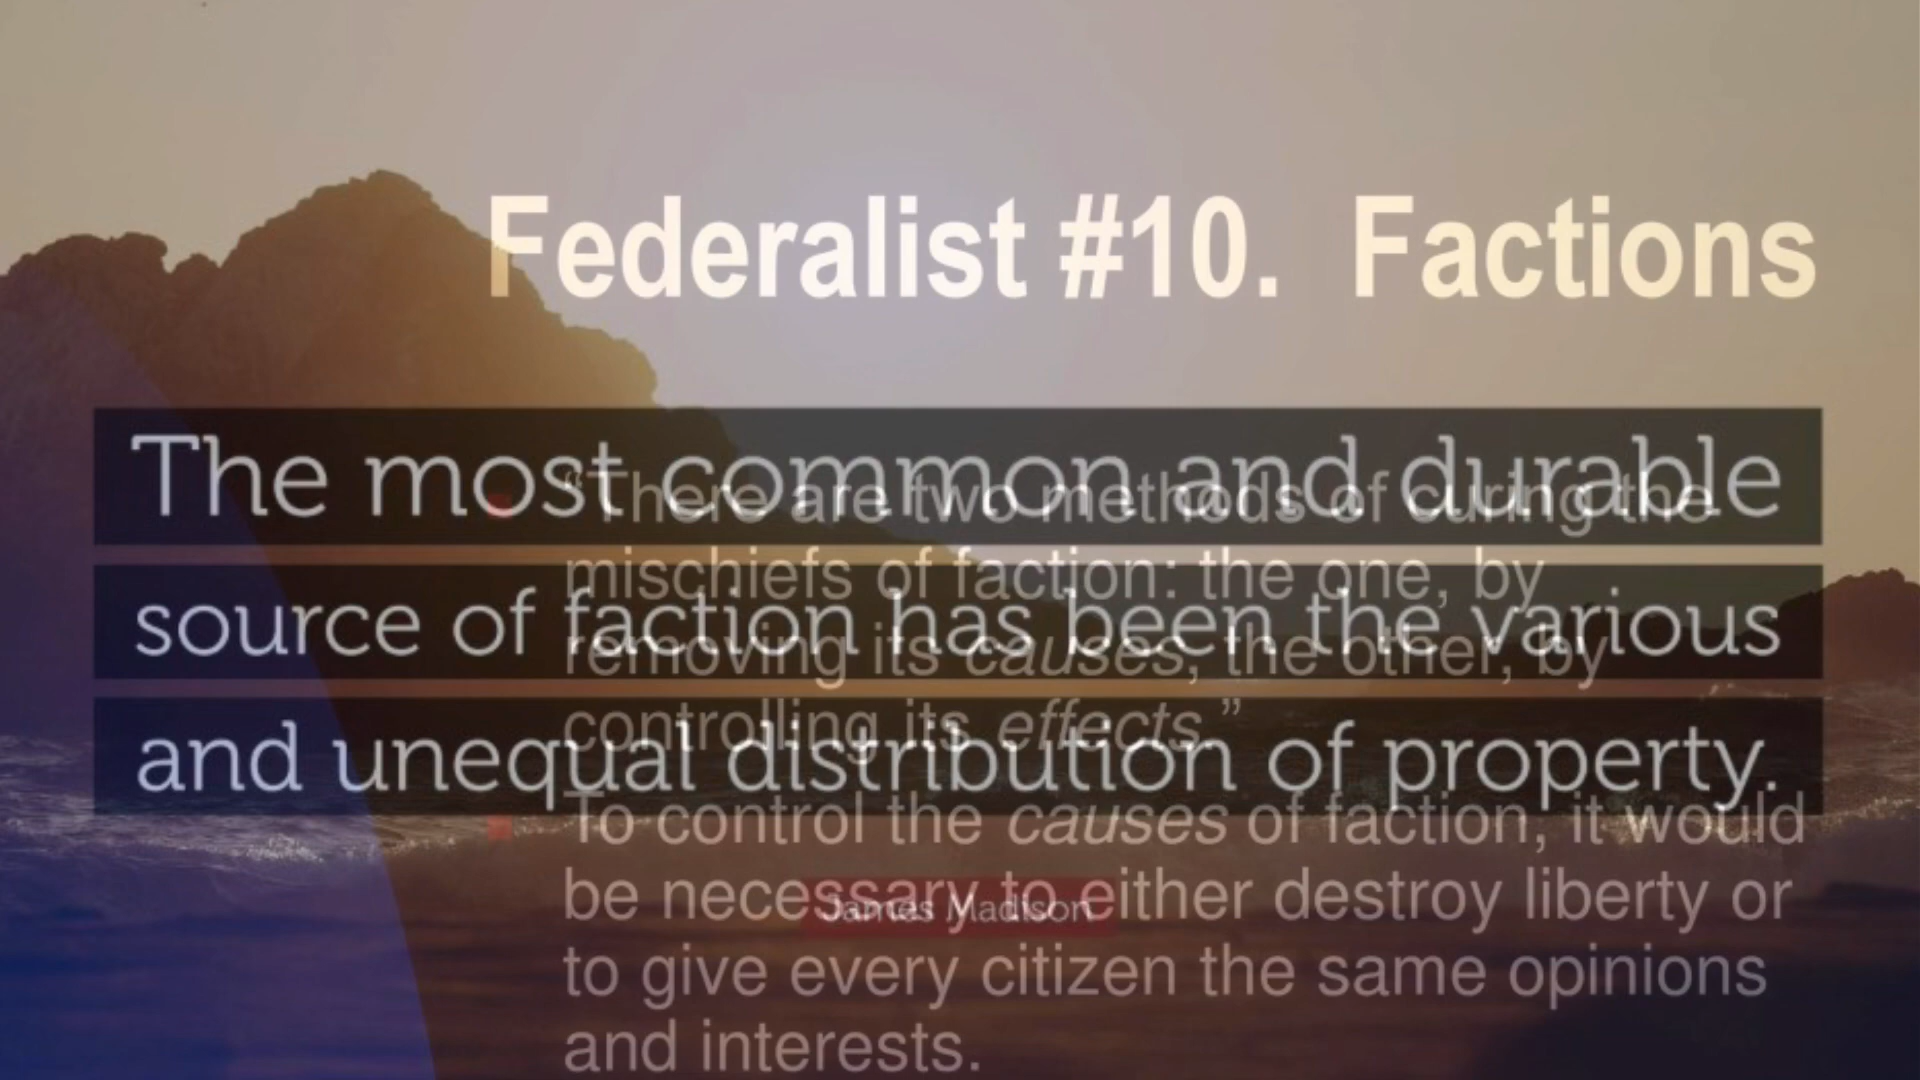 Federalist #10. Factions
The most common and durable
source of faction has been the various
and unequal distribution of property.
James Madison
“There are two methods of curing the
mischiefs of faction: the one, by
removing its causes, the other, by
controlling its effects.”
To control the causes of faction, it would
be necessary to either destroy liberty or
to give every citizen the same opinions
and interests.